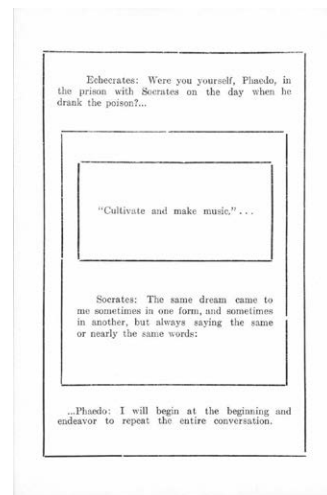 Echecrates: Were you yourself, Phaedo, in
the prison with Socrates on the day when he
drank the poison?...
"Cultivate and make music," . . .
Socrates: The same dream came to
me sometimes in one form, and sometimes
in another, but always saying the same
or nearly the same words:
...Phaedo: I will begin at the beginning and
endeavor to repeat the entire conversation.